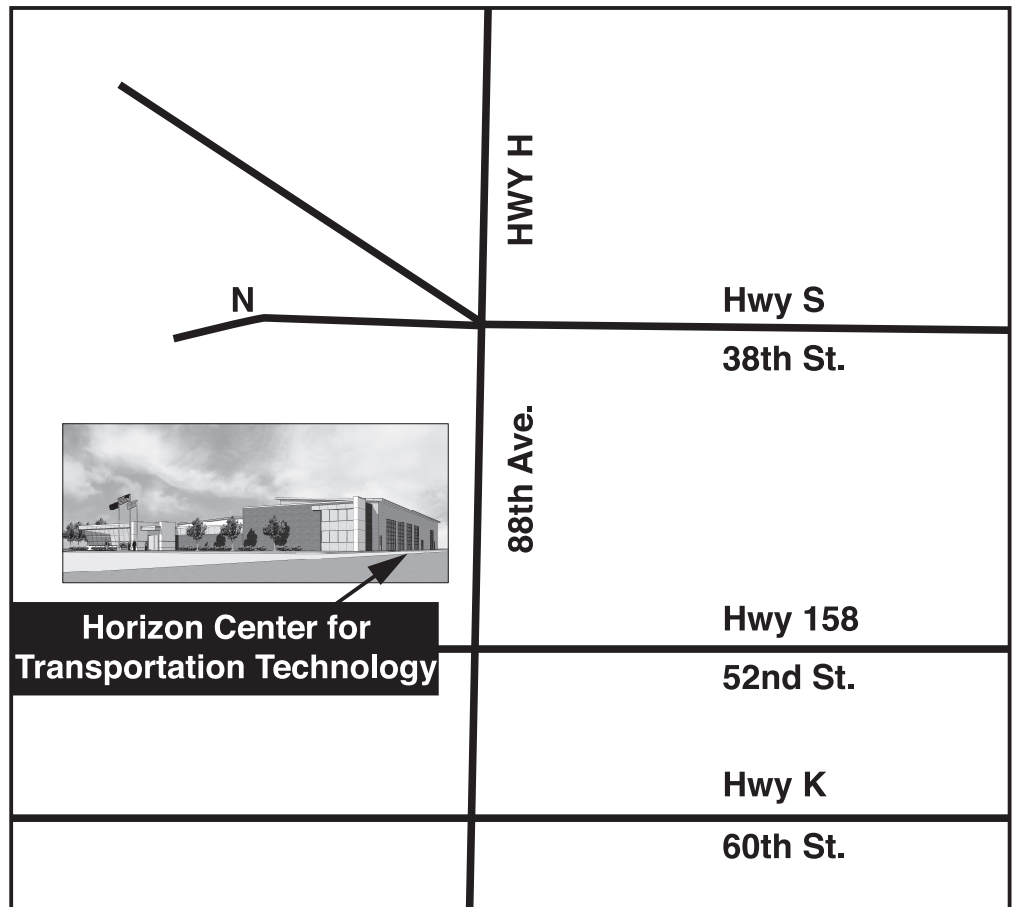 HWY H
N
Hwy S
38th St.
88th Ave.
Horizon Center for
Transportation Technology
Hwy 158
52nd St.
Hwy K
60th St.